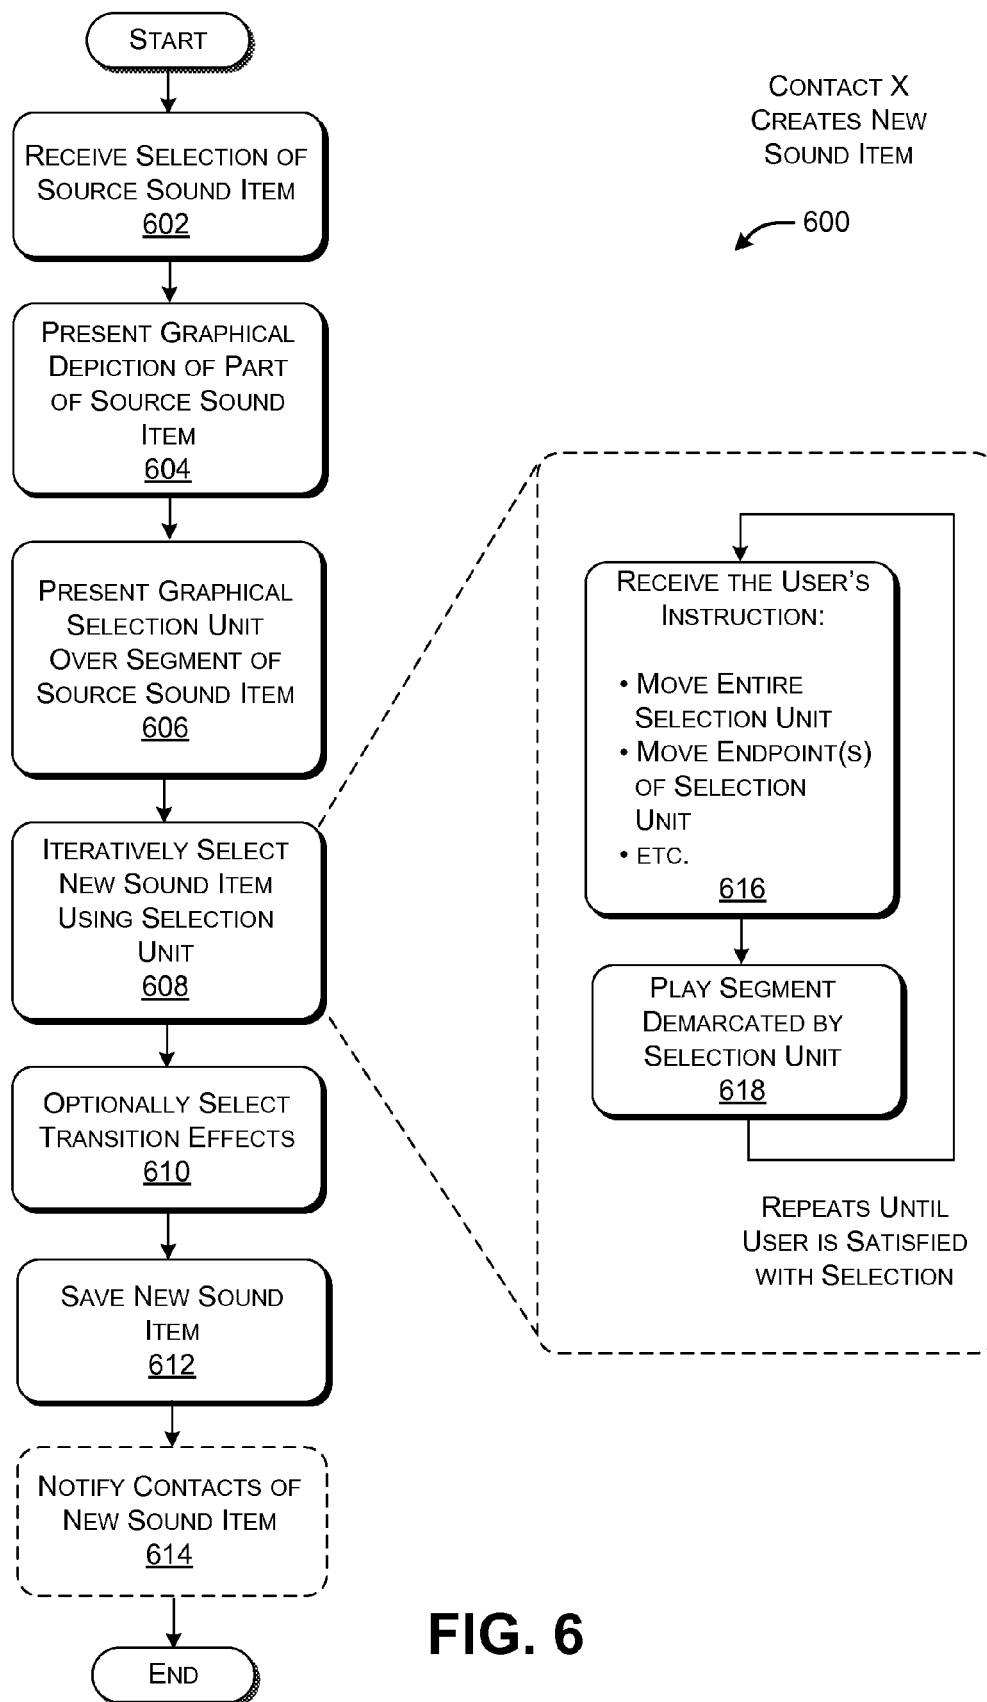 START
RECEIVE SELECTION OF
SOURCE SOUND ITEM
602
PRESENT GRAPHICAL
DEPICTION OF PART
OF SOURCE SOUND
ITEM
604
PRESENT GRAPHICAL
SELECTION UNIT
OVER SEGMENT OF
SOURCE SOUND ITEM
606
ITERATIVELY SELECT
NEW SOUND ITEM
USING SELECTION
UNIT
608
OPTIONALLY SELECT
TRANSITION EFFECTS
610
SAVE NEW SOUND
ITEM
612
NOTIFY CONTACTS OF
NEW SOUND ITEM
614
END
CONTACT X
CREATES NEW
SOUND ITEM
600
RECEIVE THE USER'S
INSTRUCTION:
• MOVE ENTIRE
SELECTION UNIT
• MOVE ENDPOINT(S)
OF SELECTION
UNIT
• ETC.
616
PLAY SEGMENT
DEMARCATED BY
SELECTION UNIT
618
REPEATS UNTIL
USER IS SATISFIED
WITH SELECTION
FIG. 6